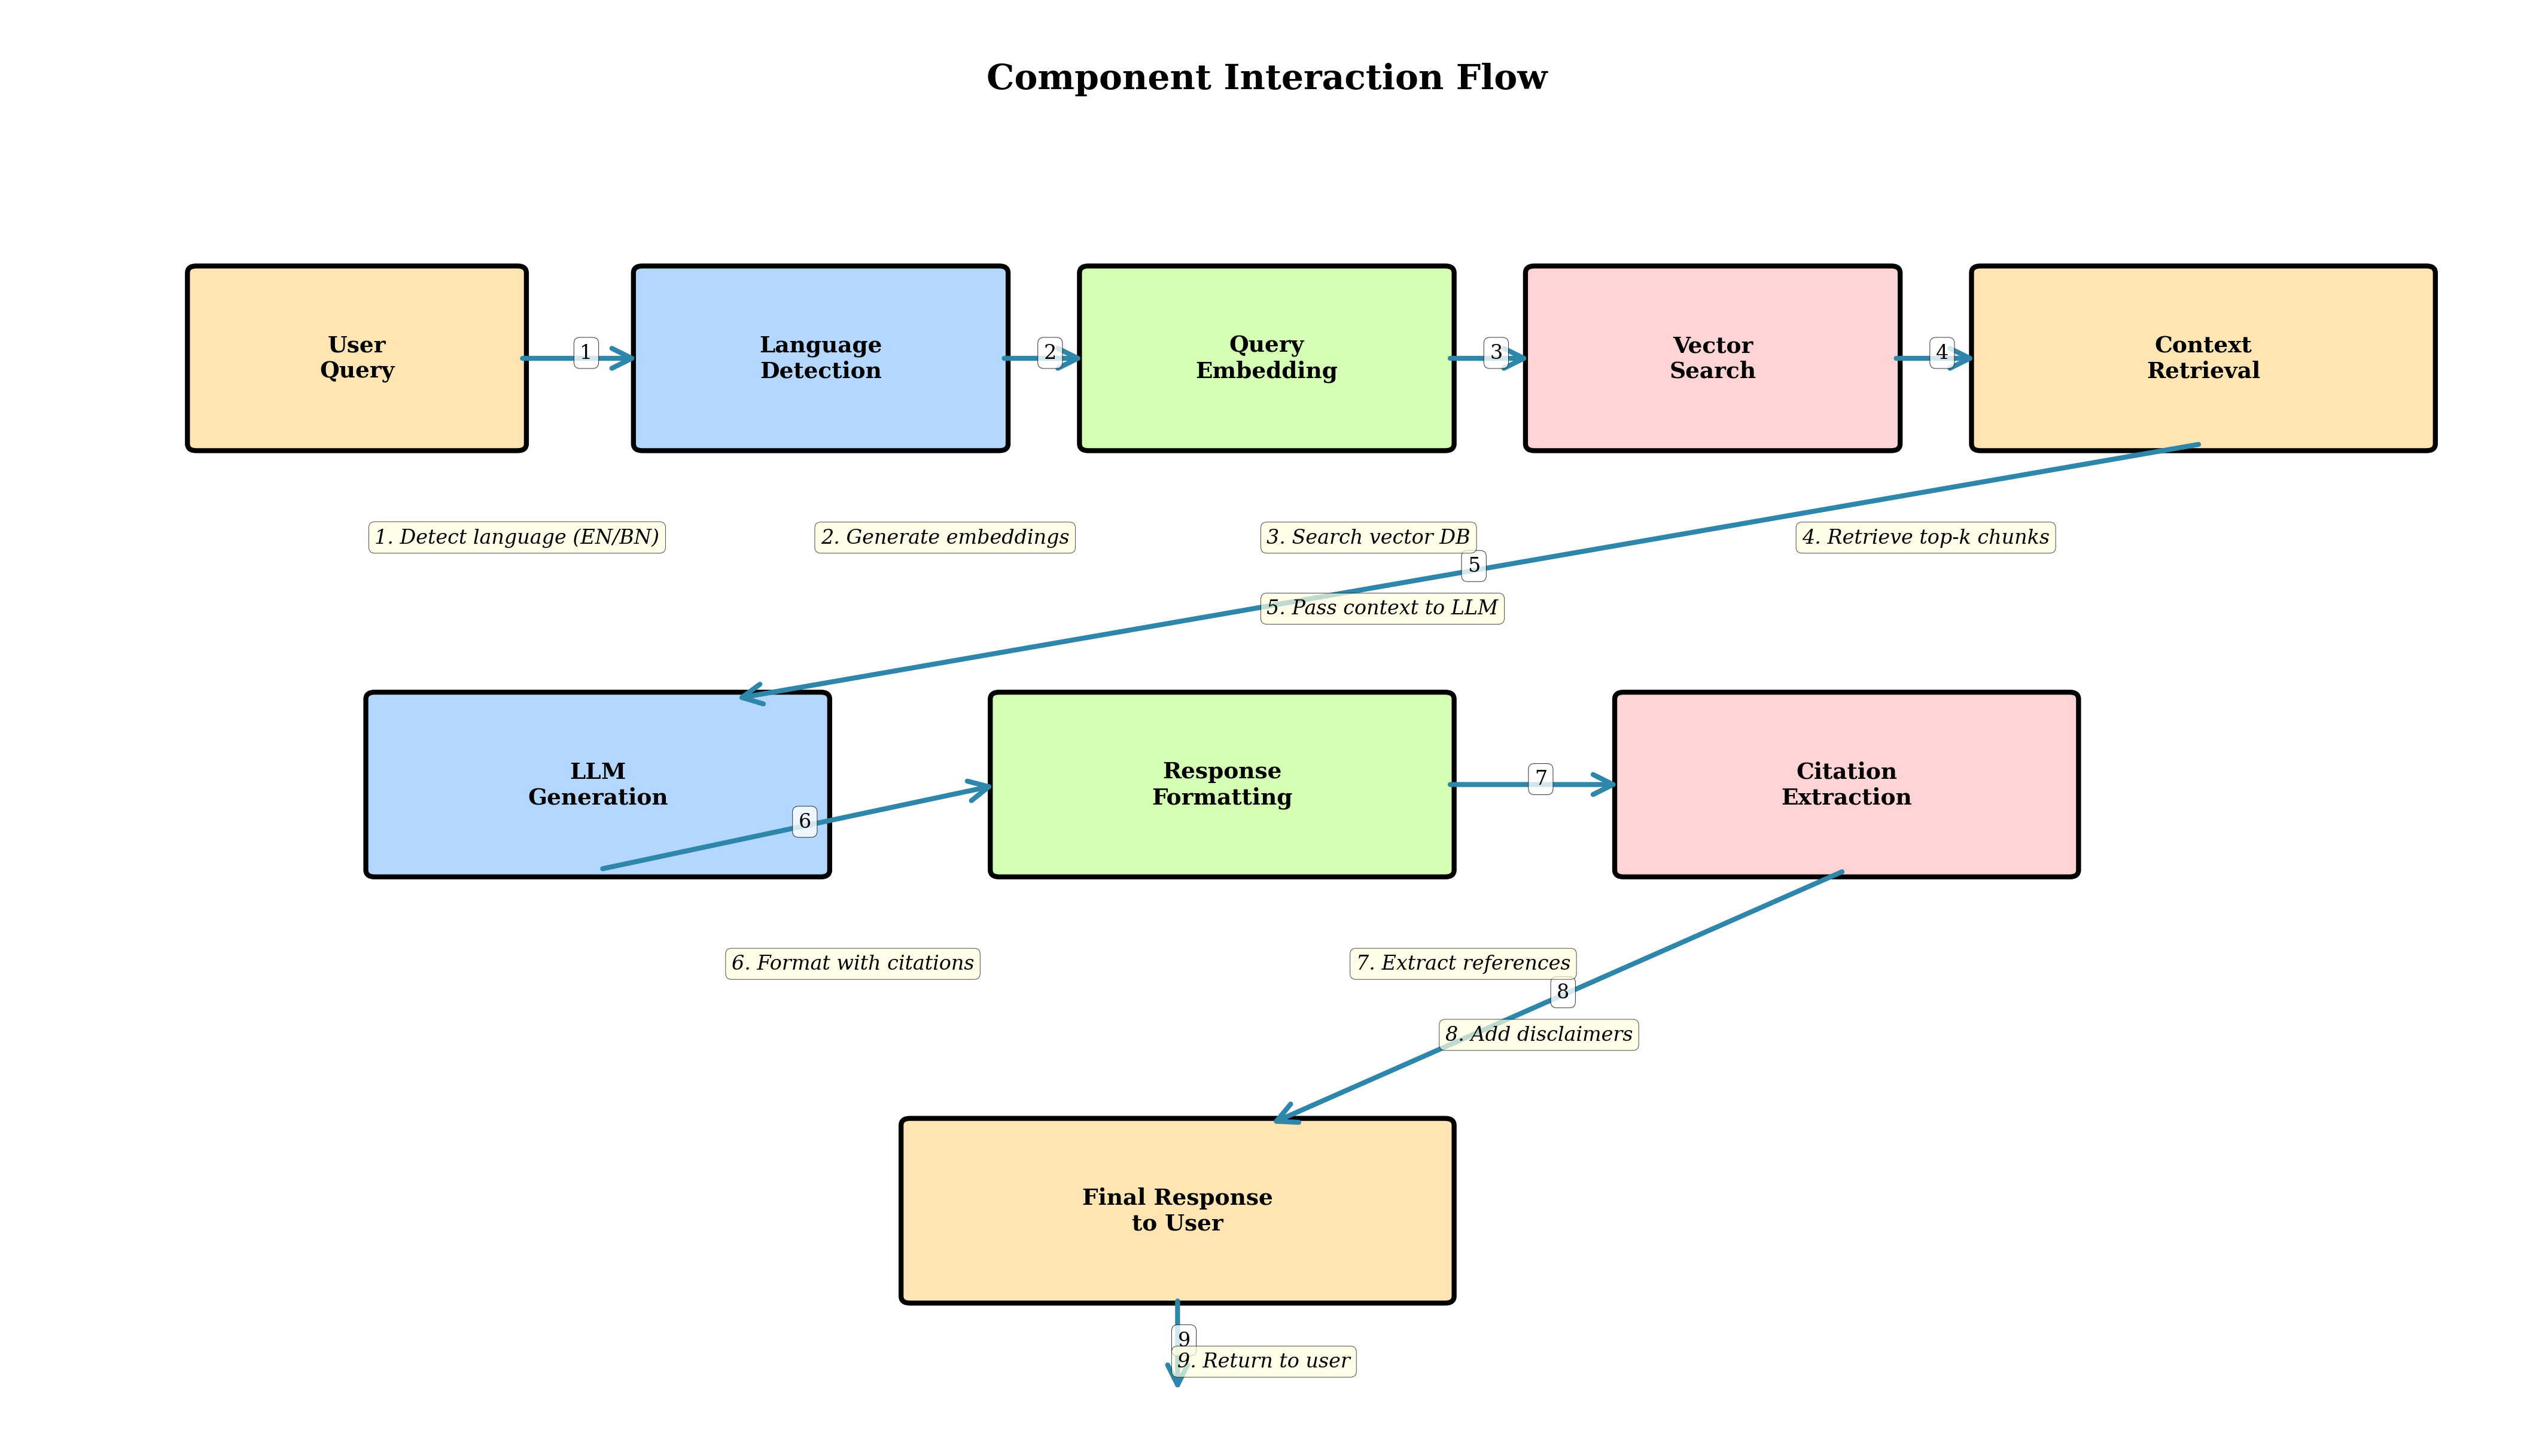 Component Interaction Flow
User
Query
1
Language
Detection
2
Query
Embedding
3
Vector
Search
4
Context
Retrieval
1. Detect language (EN/BN)
2. Generate embeddings
3. Search vector DB
4. Retrieve top-k chunks
5
5. Pass context to LLM
LLM
Generation
6
Response
Formatting
7
Citation
Extraction
6. Format with citations
7. Extract references
8
8. Add disclaimers
Final Response
to User
9
9. Return to user